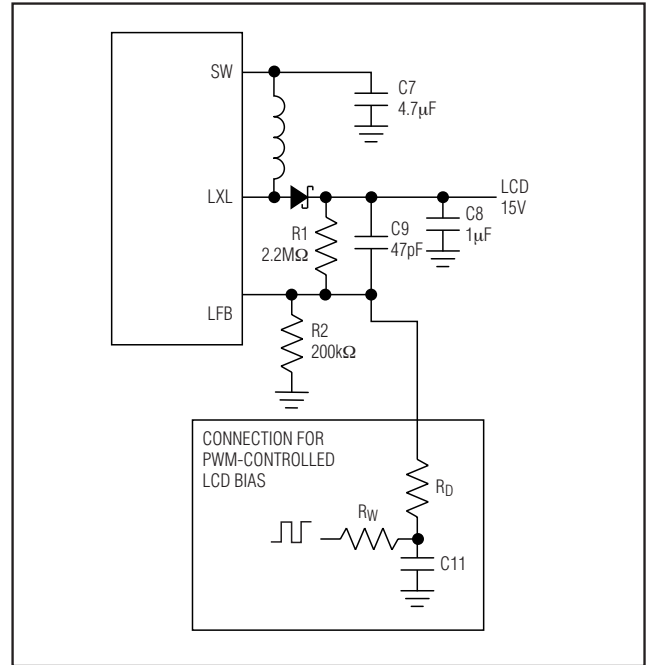 SW
C7
4.7μF
LXL
LCD
15V
R1
2.2MΩ
C9
47pF
C8
1μF
LFB
R2
200kΩ
CONNECTION FOR
PWM-CONTROLLED
LCD BIAS
RD
RW
C11